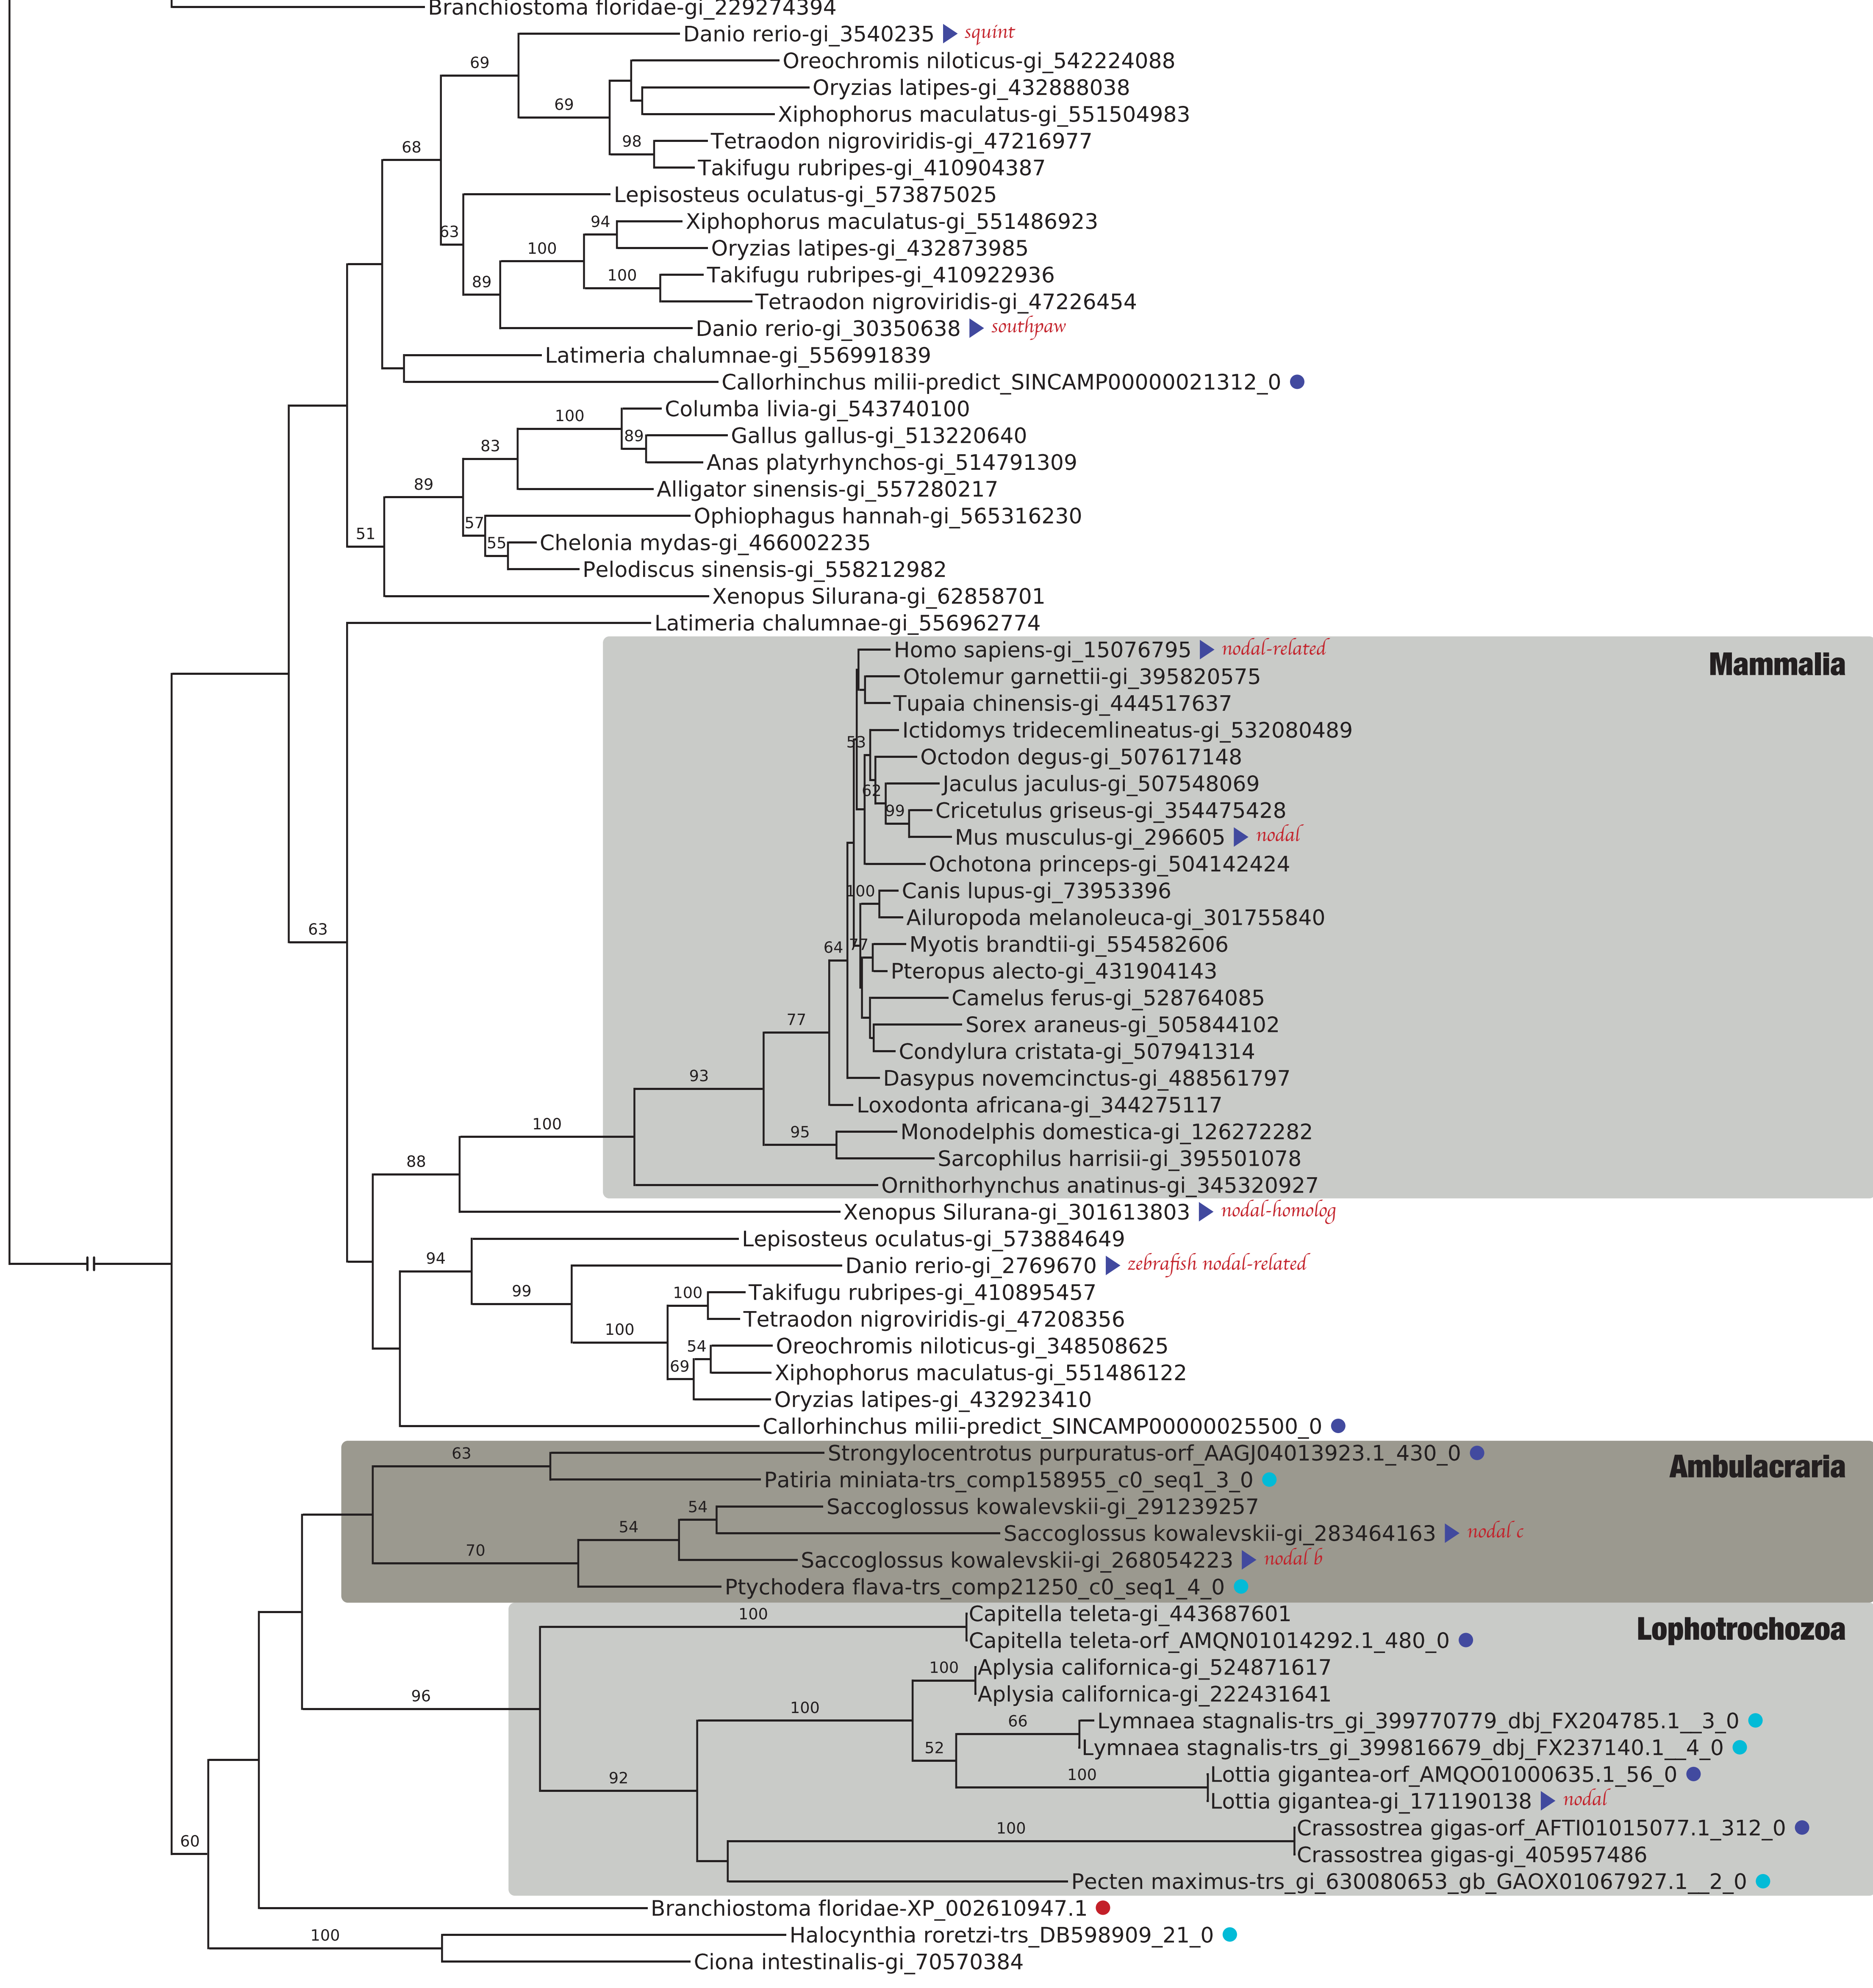 Branchiostoma floridae-gi_229274394
Danio rerio-gi_3540235 squint
69
Oreochromis niloticus-gi_542224088
Oryzias latipes-gi_432888038
69
Xiphophorus maculatus-gi_551504983
98 Tetraodon nigroviridis-gi_47216977
68
Takifugu rubripes-gi_410904387
Lepisosteus oculatus-gi_573875025
94 Xiphophorus maculatus-gi_551486923
63
100 Oryzias latipes-gi_432873985
89 100 Takifugu rubripes-gi_410922936
Tetraodon nigroviridis-gi_47226454
Danio rerio-gi_30350638 southpaw
Latimeria chalumnae-gi_556991839
Callorhinchus milii-predict_SINCAMP00000021312_0
100 Columba livia-gi_543740100
83 89 Gallus gallus-gi_513220640
Anas platyrhynchos-gi_514791309
89 Alligator sinensis-gi_557280217
57 Ophiophagus hannah-gi_565316230
51 55 Chelonia mydas-gi_466002235
Pelodiscus sinensis-gi_558212982
Xenopus Silurana-gi_62858701
Latimeria chalumnae-gi_556962774
Homo sapiens-gi_15076795 nodal-related
Mammalia
Otolemur garnettii-gi_395820575
Tupaia chinensis-gi_444517637
53 Ictidomys tridecemlineatus-gi_532080489
Octodon degus-gi_507617148
62 Jaculus jaculus-gi_507548069
99 Cricetulus griseus-gi_354475428
Mus musculus-gi_296605 nodal
Ochotona princeps-gi_504142424
100 Canis lupus-gi_73953396
Ailuropoda melanoleuca-gi_301755840
63 64 77 Myotis brandtii-gi_554582606
Pteropus alecto-gi_431904143
Camelus ferus-gi_528764085
77 Sorex araneus-gi_505844102
Condylura cristata-gi_507941314
93 Dasypus novemcinctus-gi_488561797
Loxodonta africana-gi_344275117
100 95 Monodelphis domestica-gi_126272282
88 Sarcophilus harrisii-gi_395501078
Ornithorhynchus anatinus-gi_345320927
Xenopus Silurana-gi_301613803 nodal-homolog
94 Lepisosteus oculatus-gi_573884649
Danio rerio-gi_2769670 zebrafish nodal-related
99 100 Takifugu rubripes-gi_410895457
Tetraodon nigroviridis-gi_47208356
100 54 Oreochromis niloticus-gi_348508625
69 Xiphophorus maculatus-gi_551486122
Oryzias latipes-gi_432923410
Callorhinchus milii-predict_SINCAMP00000025500_0
63 Strongylocentrotus purpuratus-orf_AAGJ04013923.1_430_0
Ambulacraria
Patiria miniata-trs_comp158955_c0_seq1_3_0
54 Saccoglossus kowalevskii-gi_291239257
54 Saccoglossus kowalevskii-gi_283464163 nodal c
70 Saccoglossus kowalevskii-gi_268054223 nodal b
Ptychodera flava-trs_comp21250_c0_seq1_4_0
100 Capitella teleta-gi_443687601
Lophotrochozoa
Capitella teleta-orf_AMQN01014292.1_480_0
100 Aplysia californica-gi_524871617
96 Aplysia californica-gi_222431641
100 66 Lymnaea stagnalis-trs_gi_399770779_dbj_FX204785.1__3_0
52 Lymnaea stagnalis-trs_gi_399816679_dbj_FX237140.1__4_0
92 100 Lottia gigantea-orf_AMQO01000635.1_56_0
Lottia gigantea-gi_171190138 nodal
60 100 Crassostrea gigas-orf_AFTI01015077.1_312_0
Crassostrea gigas-gi_405957486
Pecten maximus-trs_gi_630080653_gb_GAOX01067927.1__2_0
Branchiostoma floridae-XP_002610947.1
100 Halocynthia roretzi-trs_DB598909_21_0
Ciona intestinalis-gi_70570384